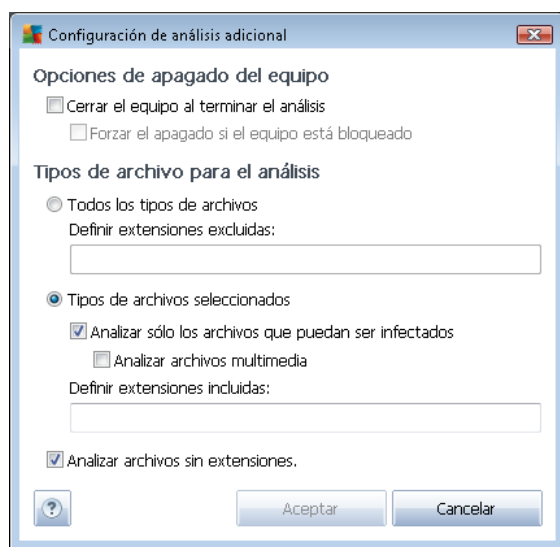 Configuración de análisis adicional
Opciones de apagado del equipo
Cerrar el equipo al terminar el análisis
Forzar el apagado si el equipo está bloqueado
Tipos de archivo para el análisis
Todos los tipos de archivos
Definir extensiones excluidas:
Tipos de archivos seleccionados
Analizar sólo los archivos que puedan ser infectados
Analizar archivos multimedia
Definir extensiones incluidas:
Analizar archivos sin extensiones.
? Aceptar Cancelar